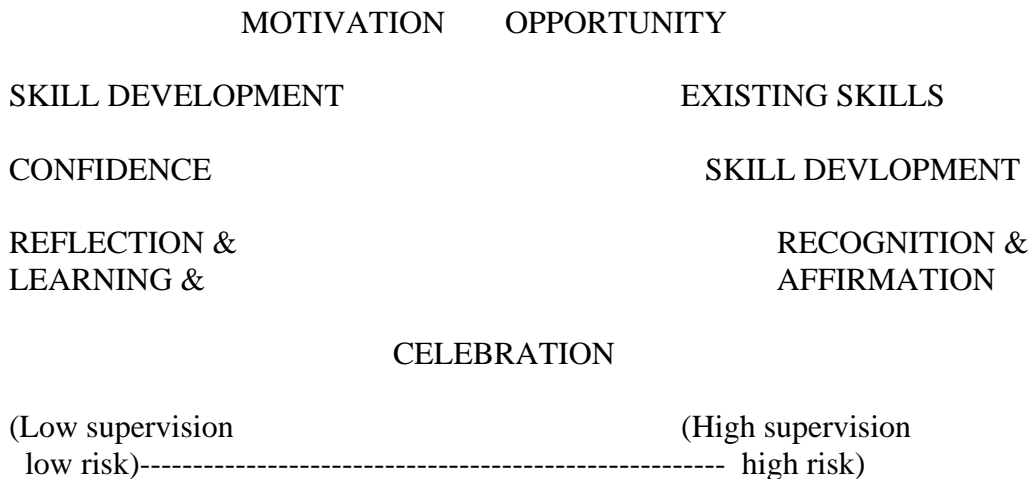 MOTIVATION OPPORTUNITY
SKILL DEVELOPMENT EXISTING SKILLS
CONFIDENCE SKILL DEVLOPMENT
REFLECTION & RECOGNITION &
LEARNING & AFFIRMATION
CELEBRATION
(Low supervision (High supervision
low risk)------------------------------------------------------- high risk)